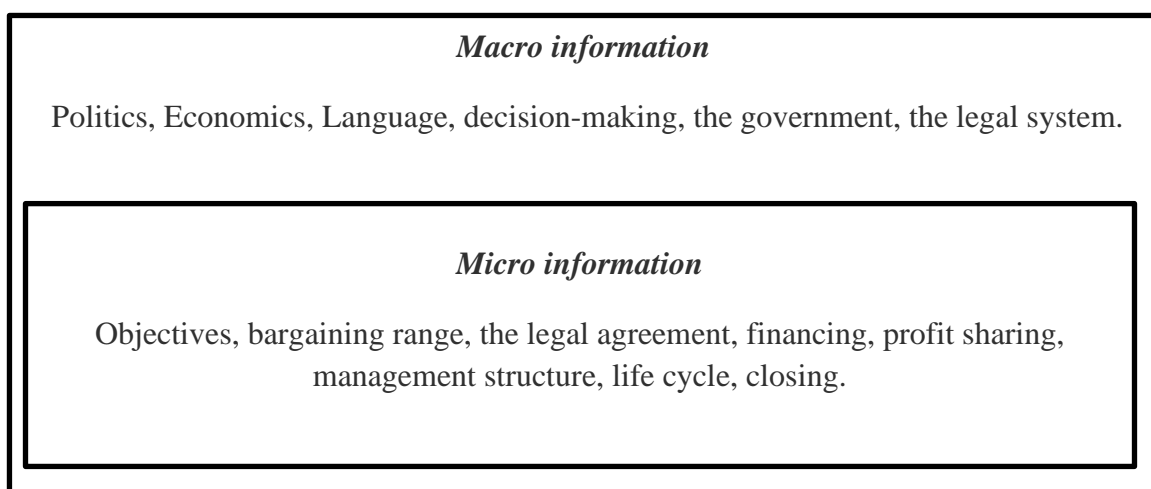 Macro information
Politics, Economics, Language, decision-making, the government, the legal system.
Micro information
Objectives, bargaining range, the legal agreement, financing, profit sharing,
management structure, life cycle, closing.